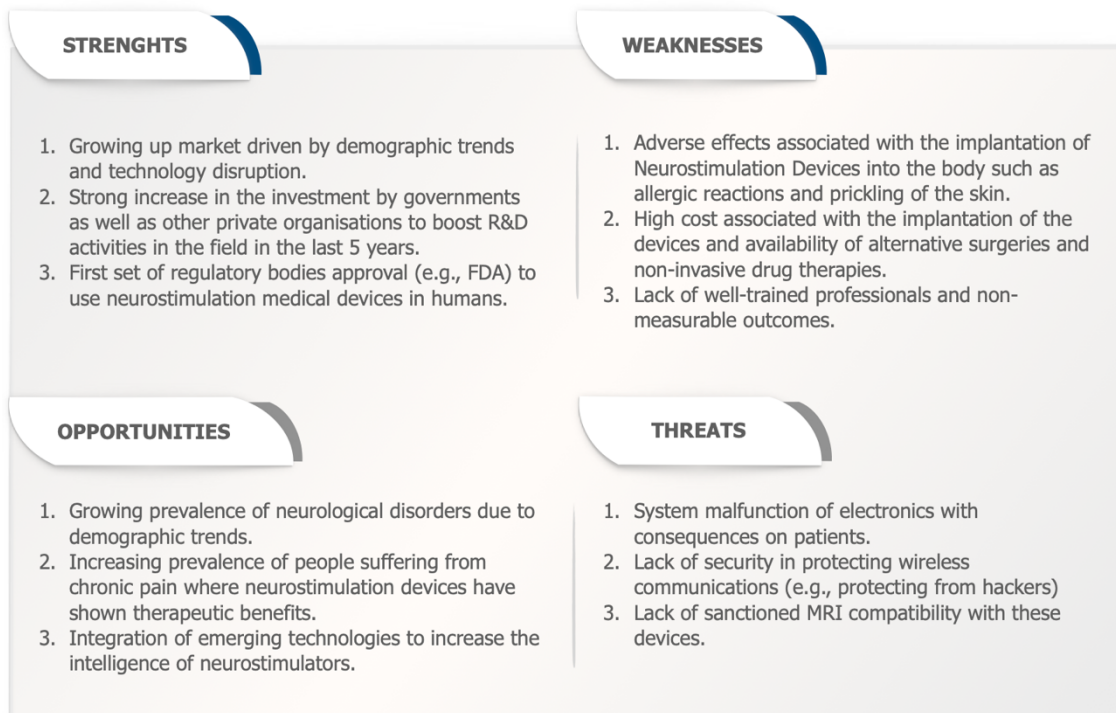 STRENGHTS
1. Growing up market driven by demographic trends
and technology disruption.
2. Strong increase in the investment by governments
as well as other private organisations to boost R&D
activities in the field in the last 5 years.
3. First set of regulatory bodies approval (e.g., FDA) to
use neurostimulation medical devices in humans.
WEAKNESSES
1. Adverse effects associated with the implantation of
Neurostimulation Devices into the body such as
allergic reactions and prickling of the skin.
2. High cost associated with the implantation of the
devices and availability of alternative surgeries and
non-invasive drug therapies.
3. Lack of well-trained professionals and non-
measurable outcomes.
OPPORTUNITIES
1. Growing prevalence of neurological disorders due to
demographic trends.
2. Increasing prevalence of people suffering from
chronic pain where neurostimulation devices have
shown therapeutic benefits.
3. Integration of emerging technologies to increase the
intelligence of neurostimulators.
THREATS
1. System malfunction of electronics with
consequences on patients.
2. Lack of security in protecting wireless
communications (e.g., protecting from hackers)
3. Lack of sanctioned MRI compatibility with these
devices.